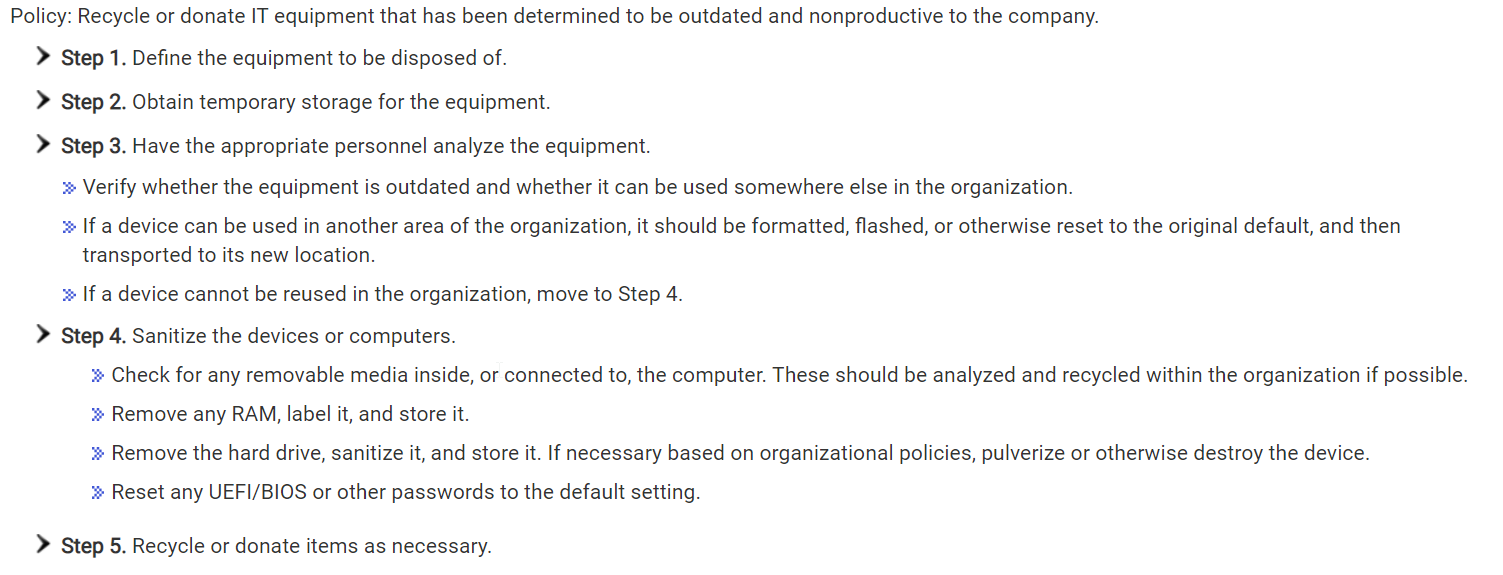 Policy: Recycle or donate IT equipment that has been determined to be outdated and nonproductive to the company.
Step 1. Define the equipment to be disposed of.
Step 2. Obtain temporary storage for the equipment.
Step 3. Have the appropriate personnel analyze the equipment.
Verify whether the equipment is outdated and whether it can be used somewhere else in the organization.
If a device can be used in another area of the organization, it should be formatted, flashed, or otherwise reset to the original default, and then
transported to its new location.
If a device cannot be reused in the organization, move to Step 4.
Step 4. Sanitize the devices or computers.
Check for any removable media inside, or connected to, the computer. These should be analyzed and recycled within the organization if possible.
Remove any RAM, label it, and store it.
Remove the hard drive, sanitize it, and store it. If necessary based on organizational policies, pulverize or otherwise destroy the device.
Reset any UEFI/BIOS or other passwords to the default setting.
Step 5. Recycle or donate items as necessary.